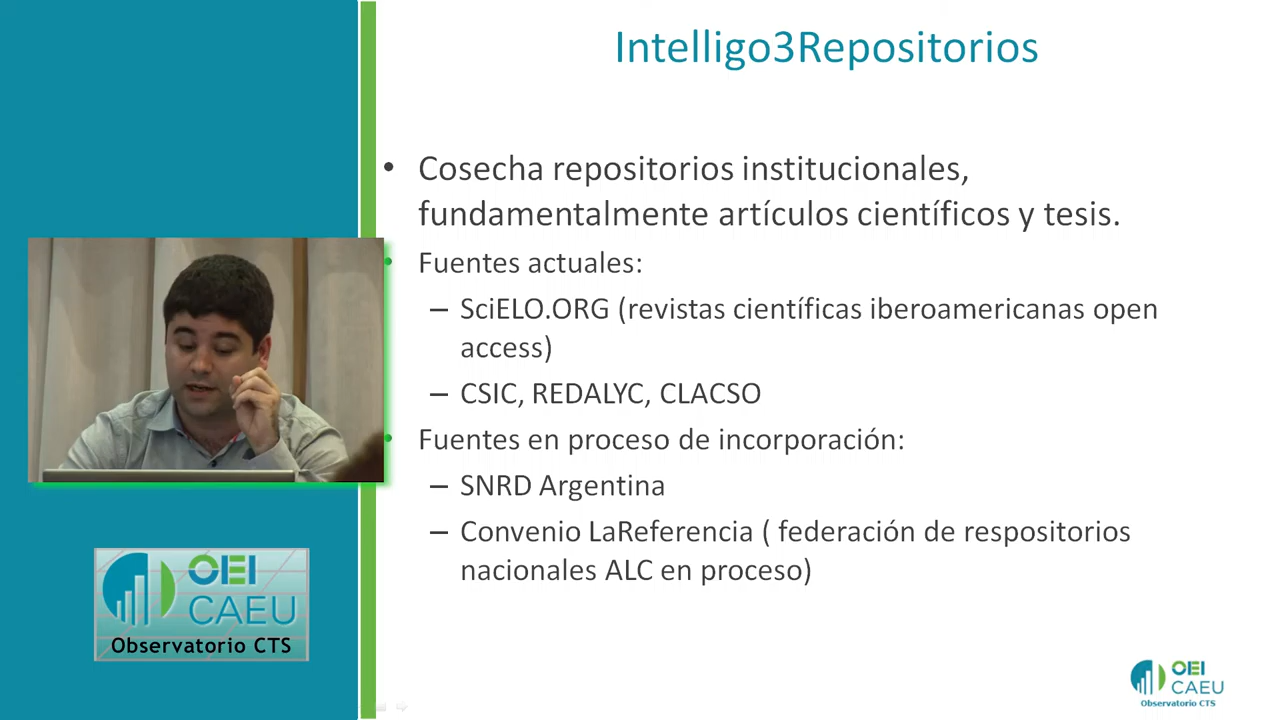 Intelligo3Repositorios
• Cosecha repositorios institucionales,
fundamentalmente artículos científicos y tesis.
• Fuentes actuales:
– SciELO.ORG (revistas científicas iberoamericanas open
access)
– CSIC, REDALYC, CLACSO
• Fuentes en proceso de incorporación:
– SNRD Argentina
– Convenio LaReferencia ( federación de respositorios
nacionales ALC en proceso)
OEI
CAEU
Observatorio CTS
OEI
CAEU
Observatorio CTS